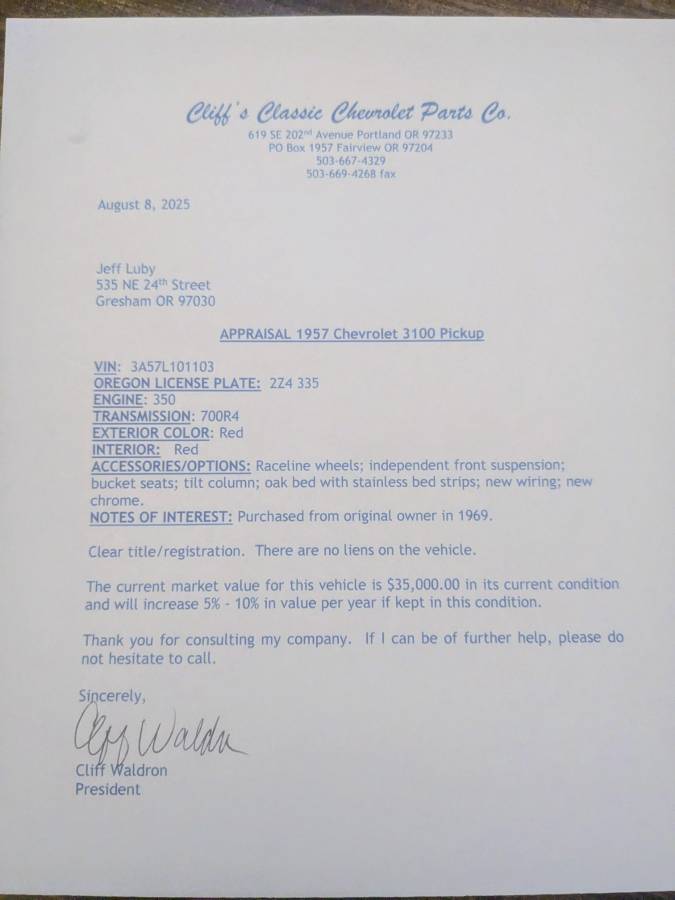 Cliff's Classic Chevrolet Parts Co.
619 SE 202nd Avenue Portland OR 97233
PO Box 1957 Fairview OR 97204
503-667-4329
503-669-4268 fax
August 8, 2025
Jeff Luby
535 NE 24th Street
Gresham OR 97030
APPRAISAL 1957 Chevrolet 3100 Pickup
VIN: 3A57L101103
OREGON LICENSE PLATE: 2Z4 335
ENGINE: 350
TRANSMISSION: 700R4
EXTERIOR COLOR: Red
INTERIOR: Red
ACCESSORIES/OPTIONS: Raceline wheels; independent front suspension;
bucket seats; tilt column; oak bed with stainless bed strips; new wiring; new
chrome.
NOTES OF INTEREST: Purchased from original owner in 1969.
Clear title/registration. There are no liens on the vehicle.
The current market value for this vehicle is $35,000.00 in its current condition
and will increase 5% - 10% in value per year if kept in this condition.
Thank you for consulting my company. If I can be of further help, please do
not hesitate to call.
Sincerely,
Cliff Waldron
Cliff Waldron
President